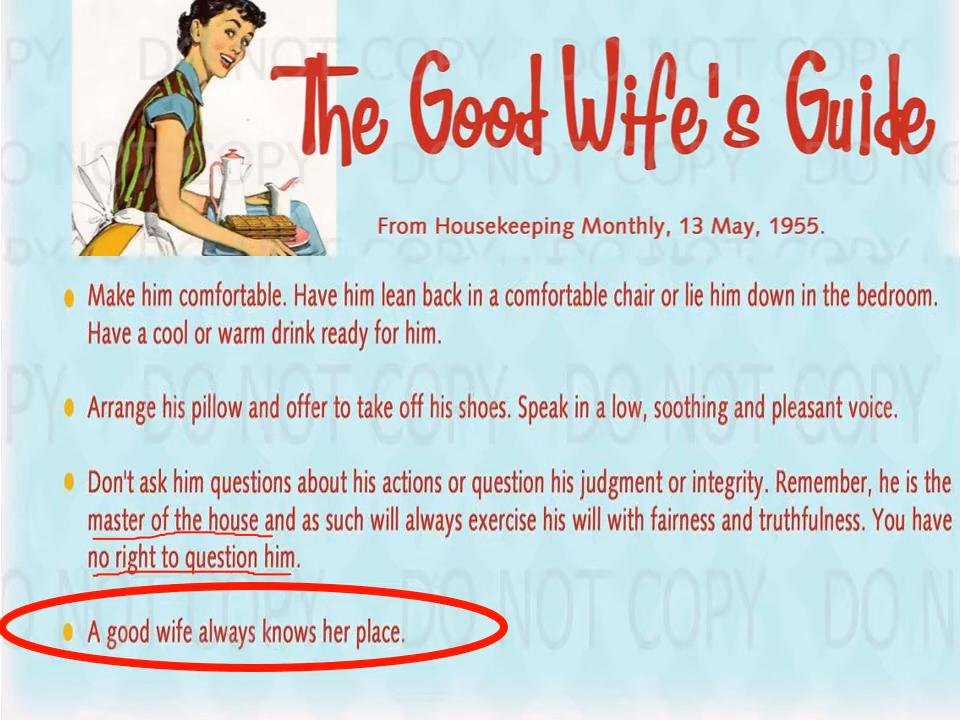 The Good Wife's Guide
From Housekeeping Monthly, 13 May, 1955.
Make him comfortable. Have him lean back in a comfortable chair or lie him down in the bedroom.
Have a cool or warm drink ready for him.
Arrange his pillow and offer to take off his shoes. Speak in a low, soothing and pleasant voice.
Don't ask him questions about his actions or question his judgment or integrity. Remember, he is the
master of the house and as such will always exercise his will with fairness and truthfulness. You have
no right to question him.
A good wife always knows her place.
DO NOT COPY